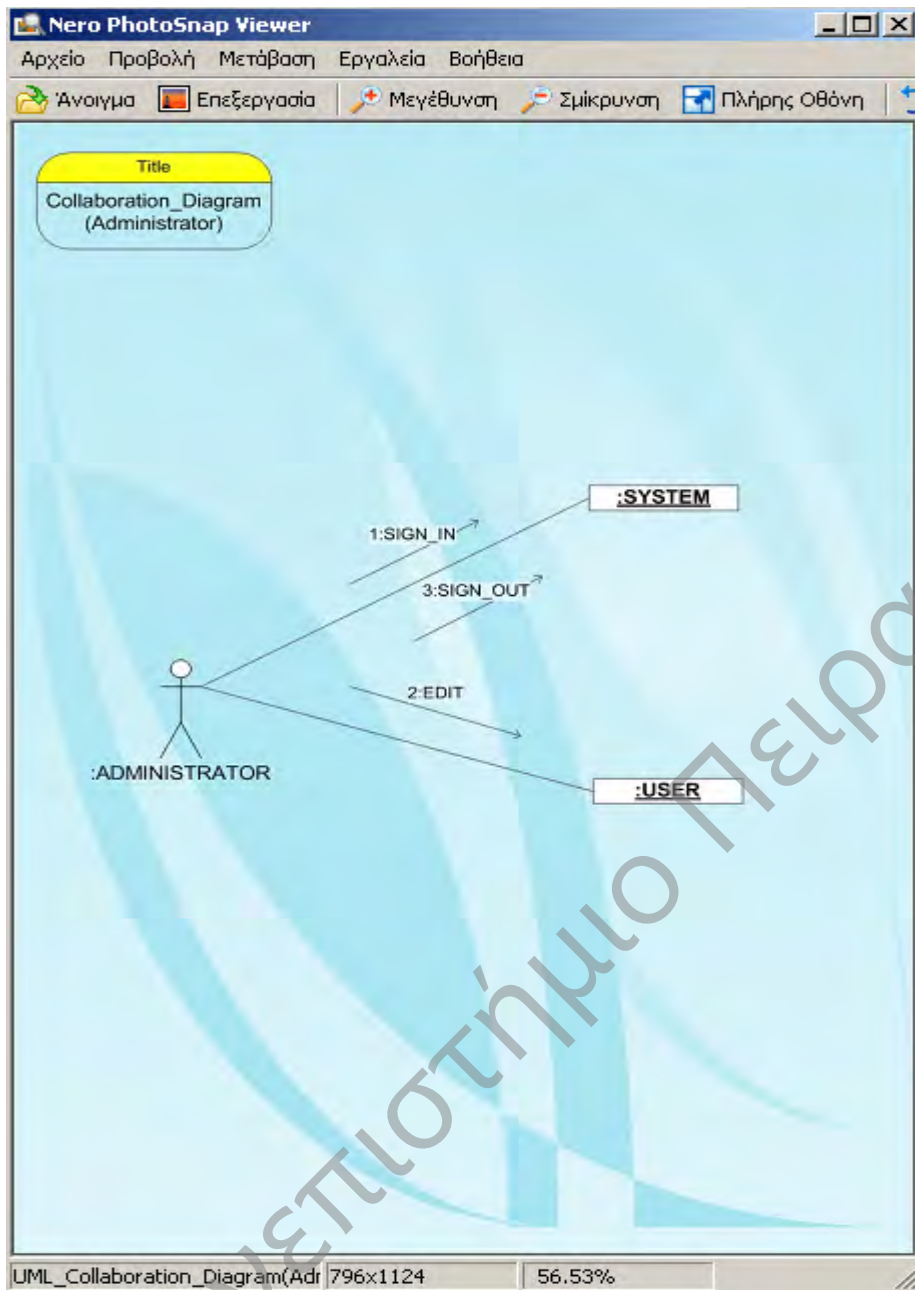 Nero PhotoSnap Viewer
Αρχείο Προβολή Μετάβαση Εργαλεία Βοήθεια
Άνοιγμα Επεξεργασία Μεγέθυνση Σμίκρυνση Πλήρης Οθόνη
Title
Collaboration_Diagram
(Administrator)
:SYSTEM
1:SIGN_IN
3:SIGN_OUT
2:EDIT
:ADMINISTRATOR
:USER
UML_Collaboration_Diagram(Adr 796x1124 56.53%